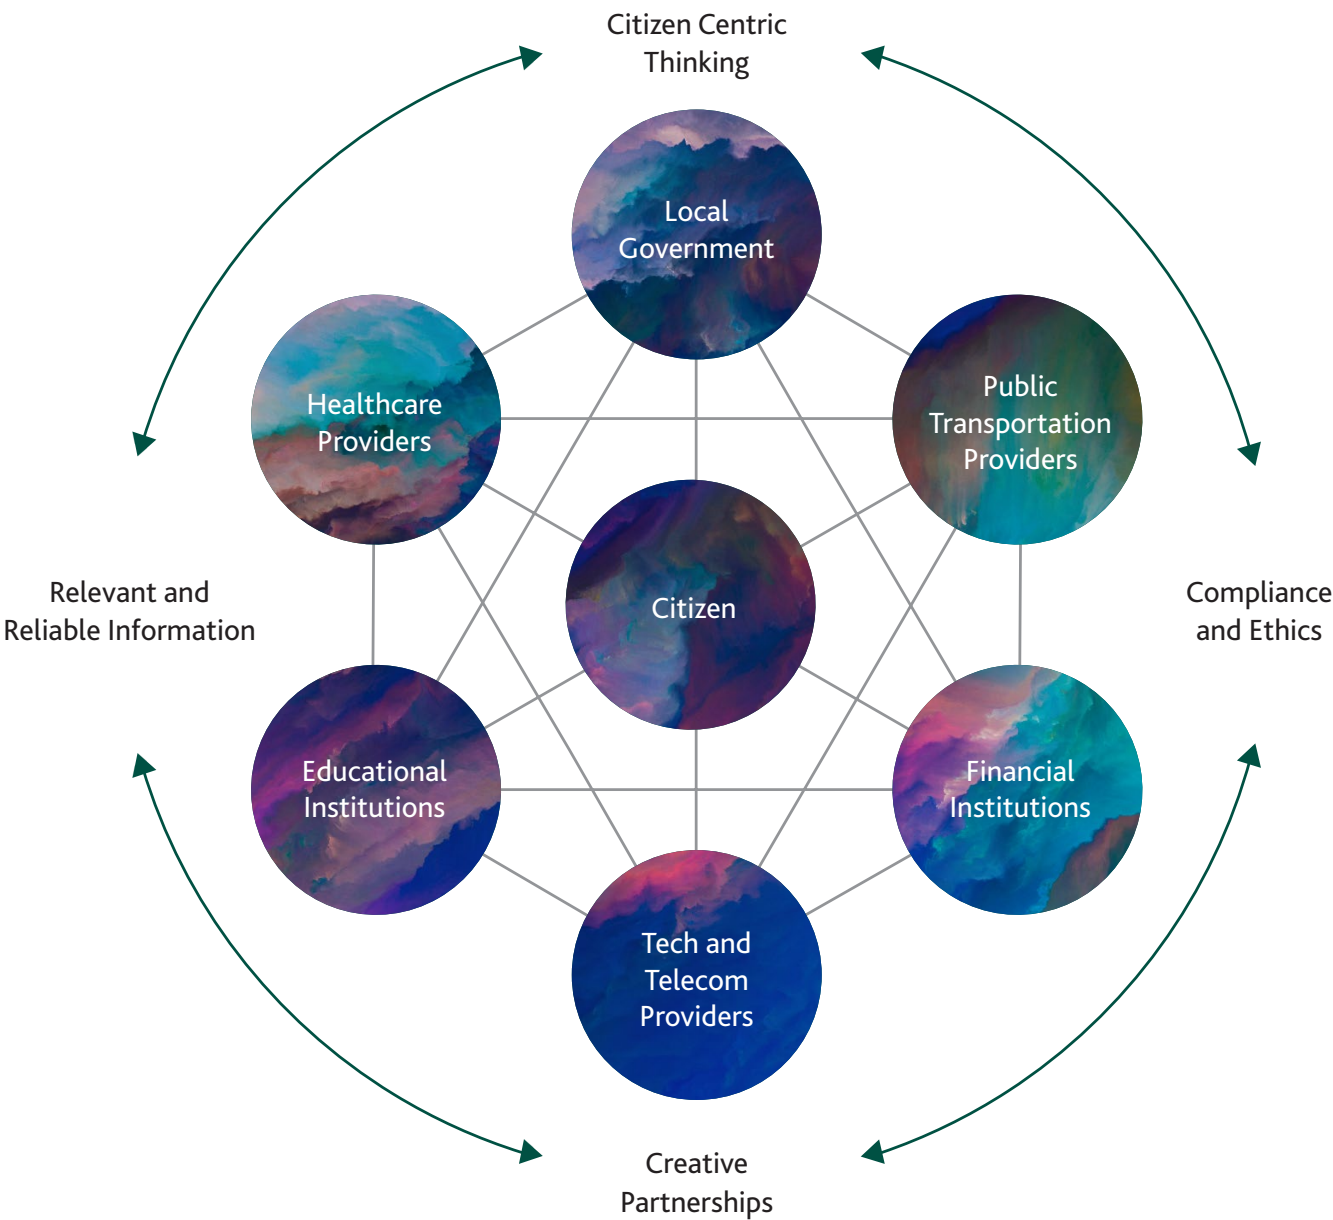 Citizen Centric
Thinking
Local
Government
Healthcare
Providers
Public
Transportation
Providers
Relevant and
Reliable Information
Citizen
Compliance
and Ethics
Educational
Institutions
Financial
Institutions
Tech and
Telecom
Providers
Creative
Partnerships